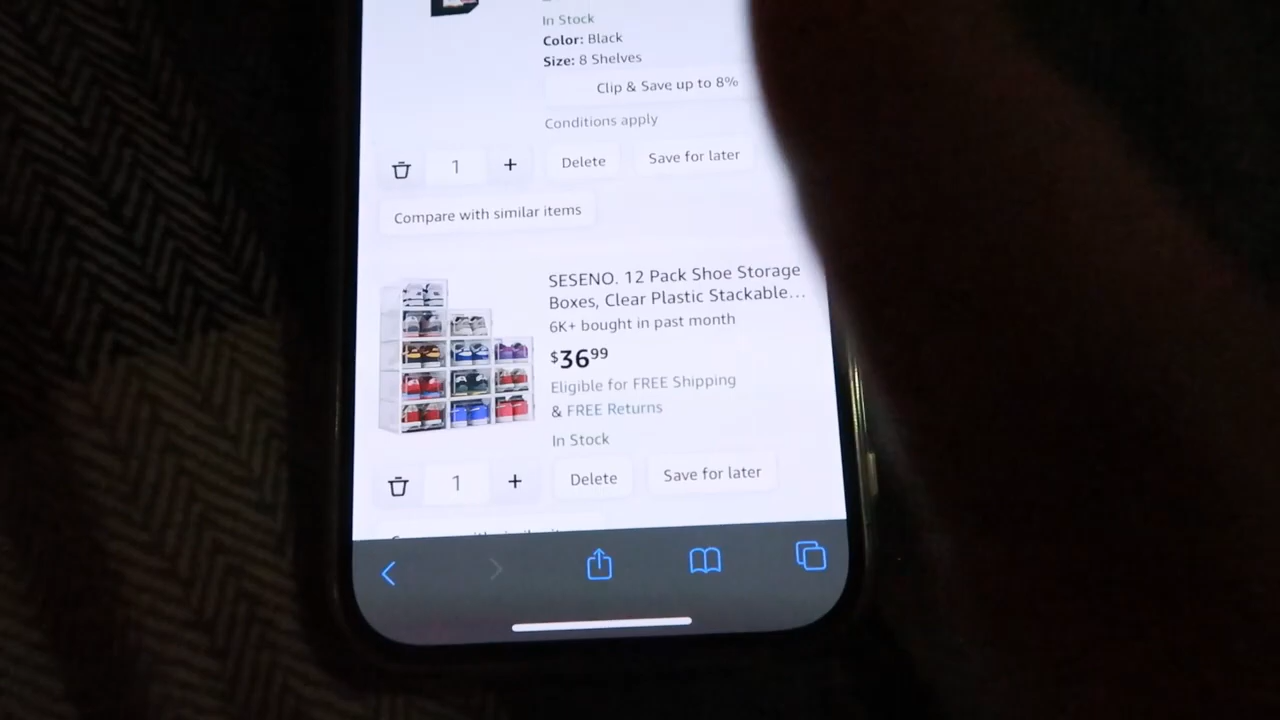 In Stock
Color: Black
Size: 8 Shelves
Clip & Save up to 8%
Conditions apply
1 + Delete Save for later
Compare with similar items
SESENO. 12 Pack Shoe Storage
Boxes, Clear Plastic Stackable...
6K+ bought in past month
$3699
Eligible for FREE Shipping
& FREE Returns
In Stock
1 + Delete Save for later